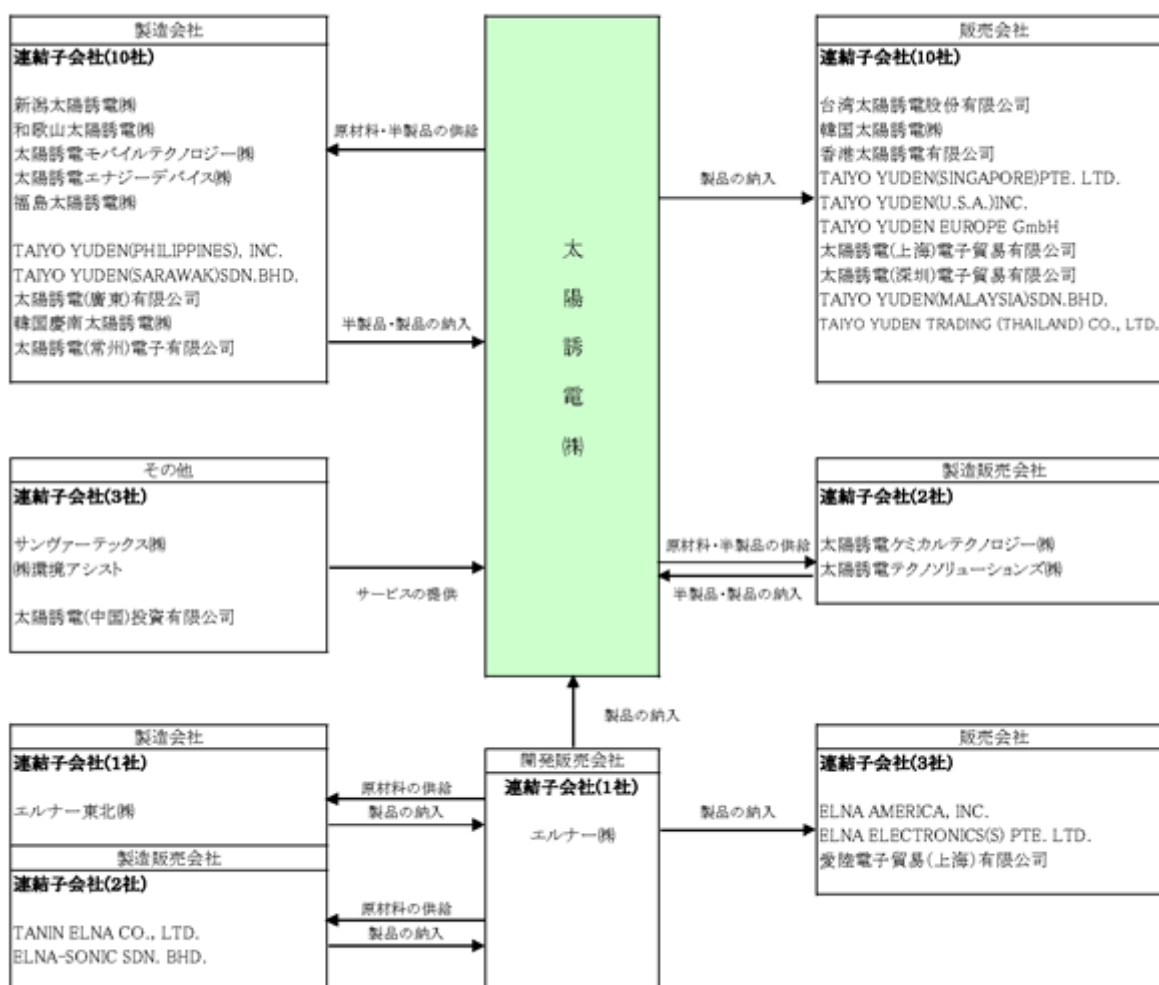 製造会社
連結子会社(10社)
新潟太陽誘電㈱
和歌山太陽誘電㈱
太陽誘電モバイルテクノロジー㈱
太陽誘電エナジーデバイス㈱
福島太陽誘電㈱
TAIYO YUDEN(PHILIPPINES), INC.
TAIYO YUDEN(SARAWAK)SDN.BHD.
太陽誘電(廣東)有限公司
韓国慶南太陽誘電㈱
太陽誘電(常州)電子有限公司
原材料・半製品の供給
半製品・製品の納入
太陽誘電㈱
製品の納入
販売会社
連結子会社(10社)
台湾太陽誘電股份有限公司
韓国太陽誘電㈱
香港太陽誘電有限公司
TAIYO YUDEN(SINGAPORE)PTE. LTD.
TAIYO YUDEN(U.S.A.)INC.
TAIYO YUDEN EUROPE GmbH
太陽誘電(上海)電子貿易有限公司
太陽誘電(深圳)電子貿易有限公司
TAIYO YUDEN(MALAYSIA)SDN.BHD.
TAIYO YUDEN TRADING (THAILAND) CO., LTD.
その他
連結子会社(3社)
サンヴァーテックス㈱
㈱環境アシスト
太陽誘電(中国)投資有限公司
サービスの提供
原材料・半製品の供給
半製品・製品の納入
製造販売会社
連結子会社(2社)
太陽誘電ケミカルテクノロジー㈱
太陽誘電テクノソリューションズ㈱
製品の納入
製造会社
連結子会社(1社)
エルナー東北㈱
原材料の供給
製品の納入
製造販売会社
連結子会社(2社)
TANIN ELNA CO., LTD.
ELNA-SONIC SDN. BHD.
原材料の供給
製品の納入
開発販売会社
連結子会社(1社)
エルナー㈱
製品の納入
販売会社
連結子会社(3社)
ELNA AMERICA, INC.
ELNA ELECTRONICS(S) PTE. LTD.
愛陸電子貿易(上海)有限公司